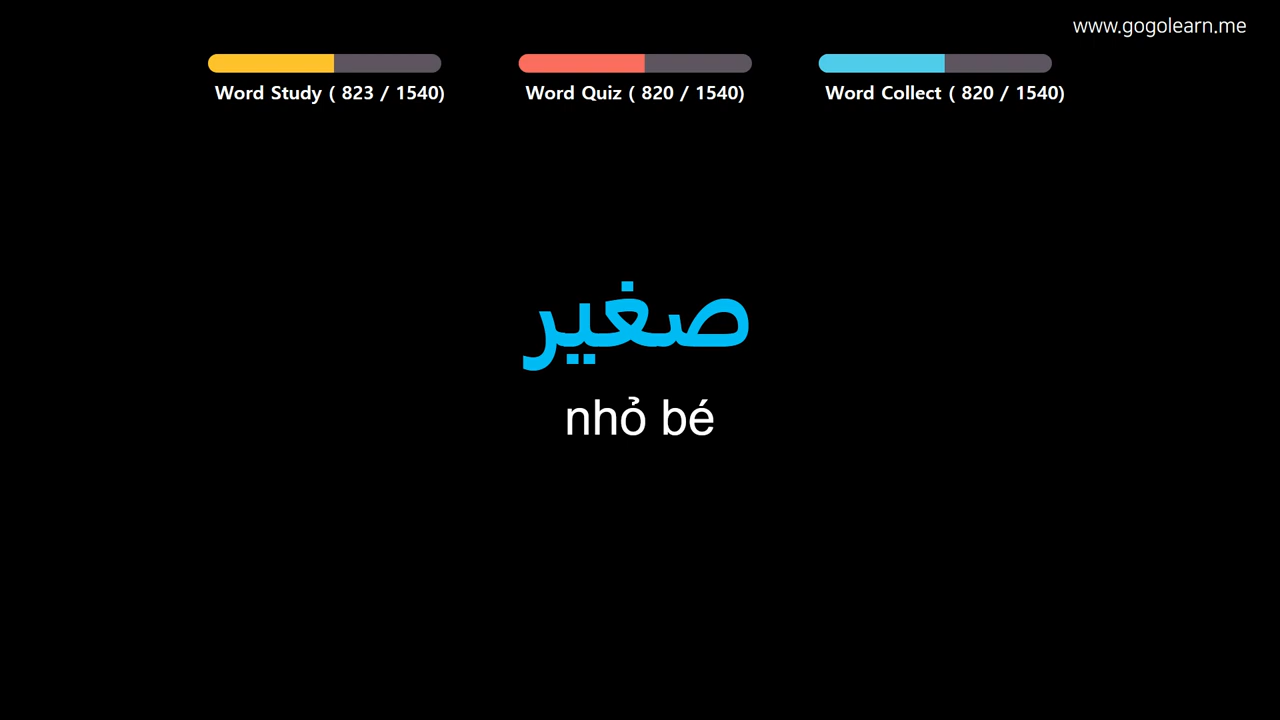 www.gogolearn.me
Word Study ( 823 / 1540)
Word Quiz ( 820 / 1540)
Word Collect ( 820 / 1540)
صغير
nhỏ bé